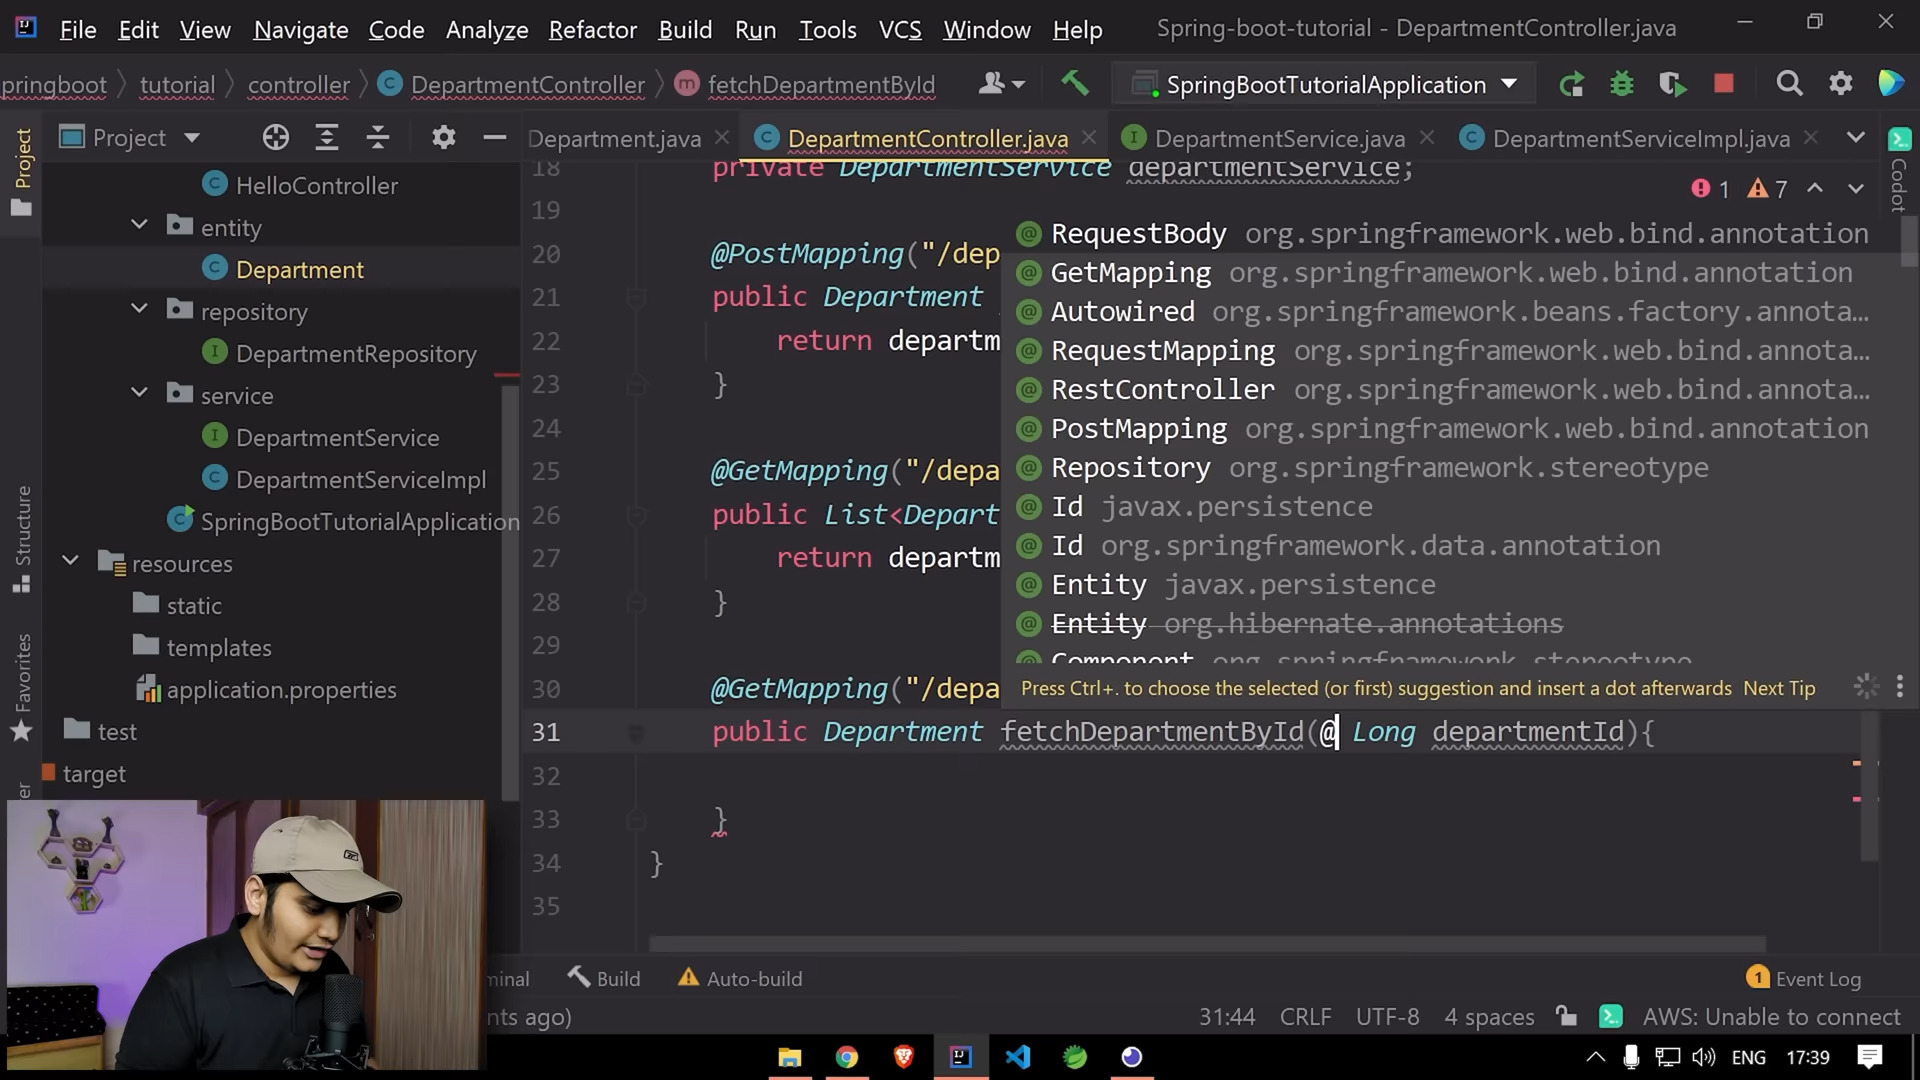 File Edit View Navigate Code Analyze Refactor Build Run Tools VCS Window Help Spring-boot-tutorial - DepartmentController.java
pringboot tutorial controller DepartmentController fetchDepartmentById SpringBootTutorialApplication
Project
Project
Department.java DepartmentController.java DepartmentService.java DepartmentServiceImpl.java
Codot
HelloController
entity
Department
repository
DepartmentRepository
service
DepartmentService
DepartmentServiceImpl
SpringBootTutorialApplication
resources
static
templates
application.properties
test
target
Structure
Favorites
1 7
18 private DepartmentService departmentService;
19
20 @PostMapping("/dep
21 public Department
22 return departm
23 }
24
25 @GetMapping("/depa
26 public List<Depart
27 return departm
28 }
29
30 @GetMapping("/depa
31 public Department fetchDepartmentById(@ Long departmentId){
32
33 }
34 }
35
RequestBody org.springframework.web.bind.annotation
GetMapping org.springframework.web.bind.annotation
Autowired org.springframework.beans.factory.annota...
RequestMapping org.springframework.web.bind.annota...
RestController org.springframework.web.bind.annota...
PostMapping org.springframework.web.bind.annotation
Repository org.springframework.stereotype
Id javax.persistence
Id org.springframework.data.annotation
Entity javax.persistence
Entity org.hibernate.annotations
Component org.springframework.stereotype
Press Ctrl+. to choose the selected (or first) suggestion and insert a dot afterwards Next Tip
minal Build Auto-build 1 Event Log
nts ago) 31:44 CRLF UTF-8 4 spaces AWS: Unable to connect
ENG 17:39